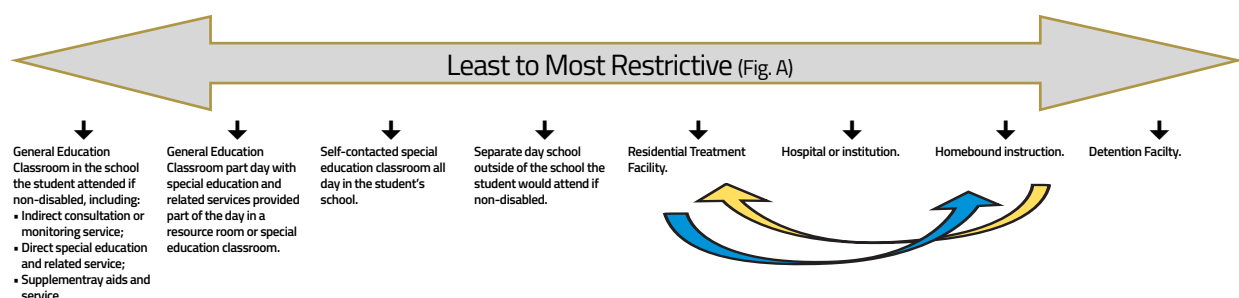 Least to Most Restrictive (Fig. A)
General Education
Classroom in the school
the student attended if
non-disabled, including:
• Indirect consultation or
monitoring service;
• Direct special education
and related service;
• Supplementray aids and
service
General Education
Classroom part day with
special education and
related services provided
part of the day in a
resource room or special
education classroom.
Self-contacted special
education classroom all
day in the student's
school.
Separate day school
outside of the school the
student would attend if
non-disabled.
Residential Treatment
Facility.
Hospital or institution.
Homebound instruction.
Detention Facilty.